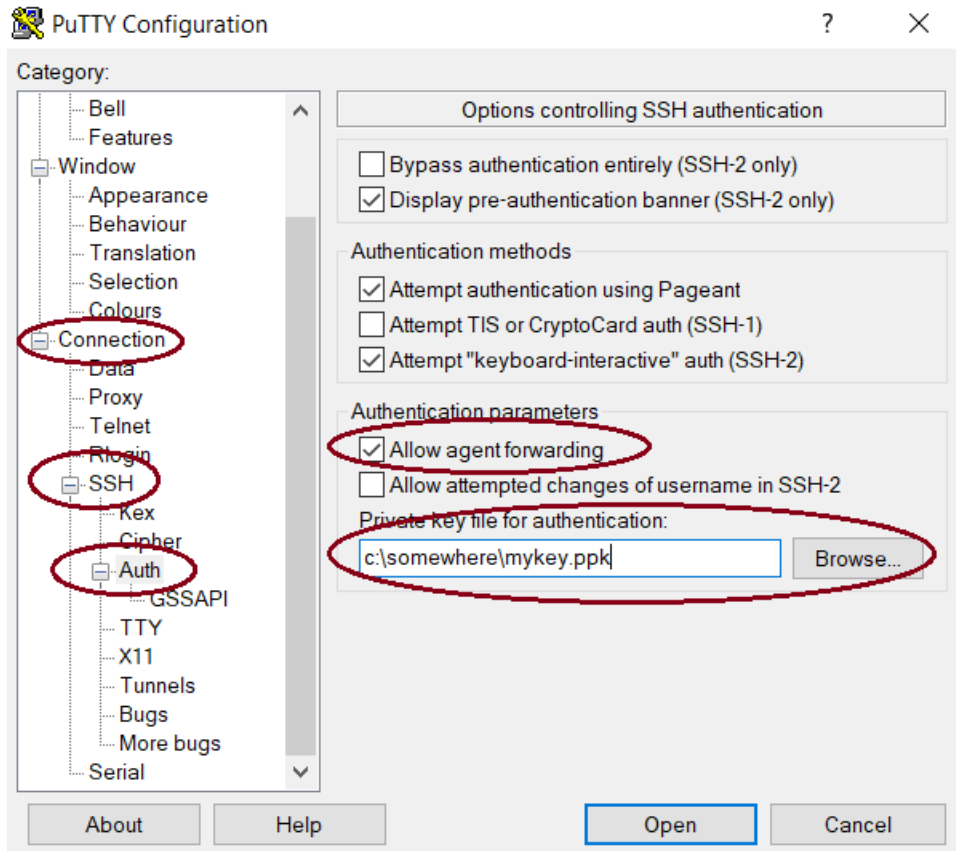 PuTTY Configuration
?
Category:
Bell
Features
Window
Appearance
Behaviour
Translation
Selection
Colours
Connection
Data
Proxy
Telnet
Rlogin
SSH
Kex
Cipher
Auth
GSSAPI
TTY
X11
Tunnels
Bugs
More bugs
Serial
Options controlling SSH authentication
Bypass authentication entirely (SSH-2 only)
Display pre-authentication banner (SSH-2 only)
Authentication methods
Attempt authentication using Pageant
Attempt TIS or CryptoCard auth (SSH-1)
Attempt "keyboard-interactive" auth (SSH-2)
Authentication parameters
Allow agent forwarding
Allow attempted changes of username in SSH-2
Private key file for authentication:
c:\somewhere\mykey.ppk
Browse...
About
Help
Open
Cancel